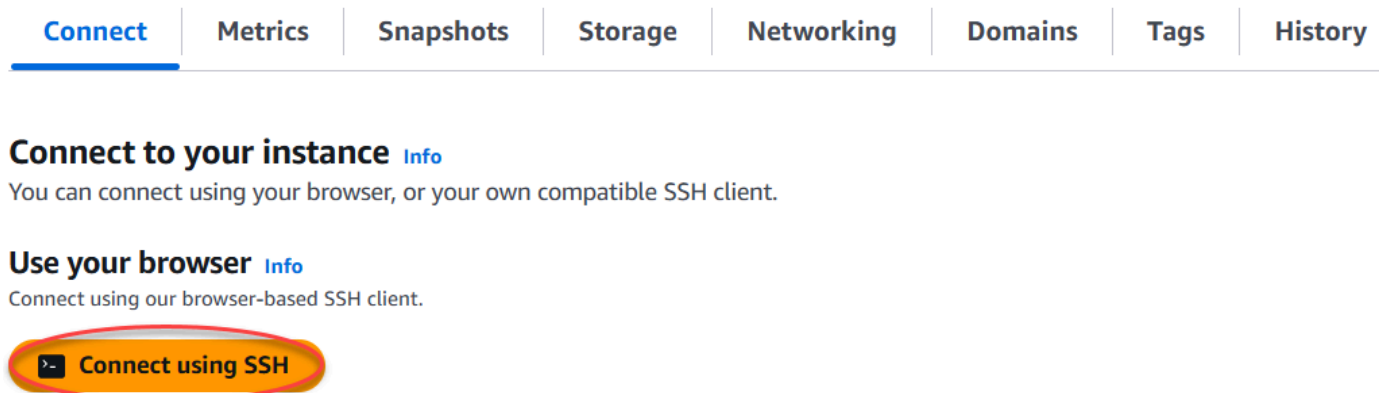 Connect Metrics Snapshots Storage Networking Domains Tags History
Connect to your instance Info
You can connect using your browser, or your own compatible SSH client.
Use your browser Info
Connect using our browser-based SSH client.
>_ Connect using SSH